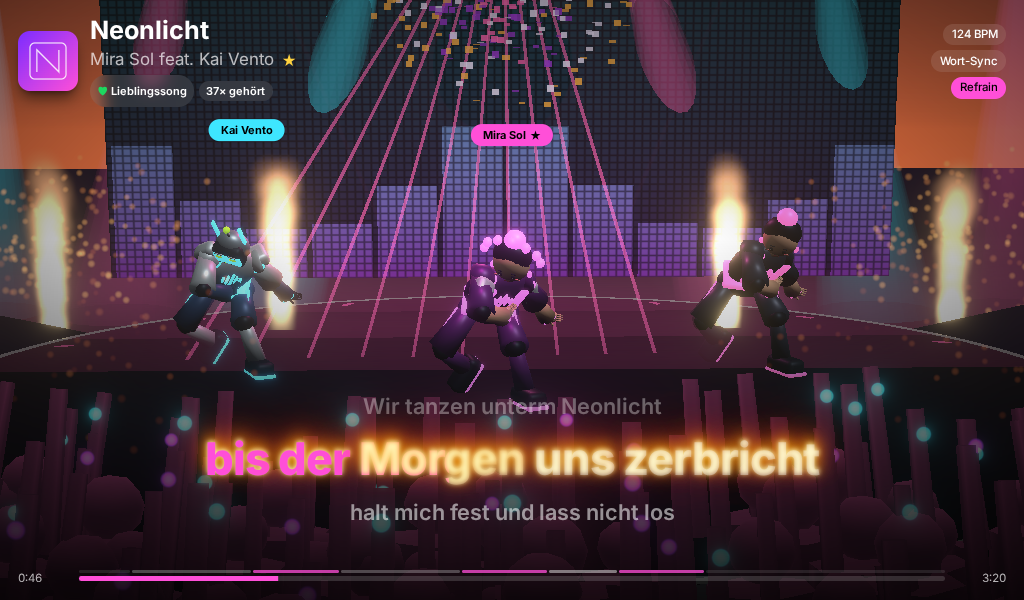 Neonlicht
Mira Sol feat. Kai Vento ★
Lieblingssong
37× gehört
124 BPM
Wort-Sync
Refrain
N
Kai Vento
Mira Sol ★
Wir tanzen unterm Neonlicht
bis der Morgen uns zerbricht
halt mich fest und lass nicht los
0:46
3:20